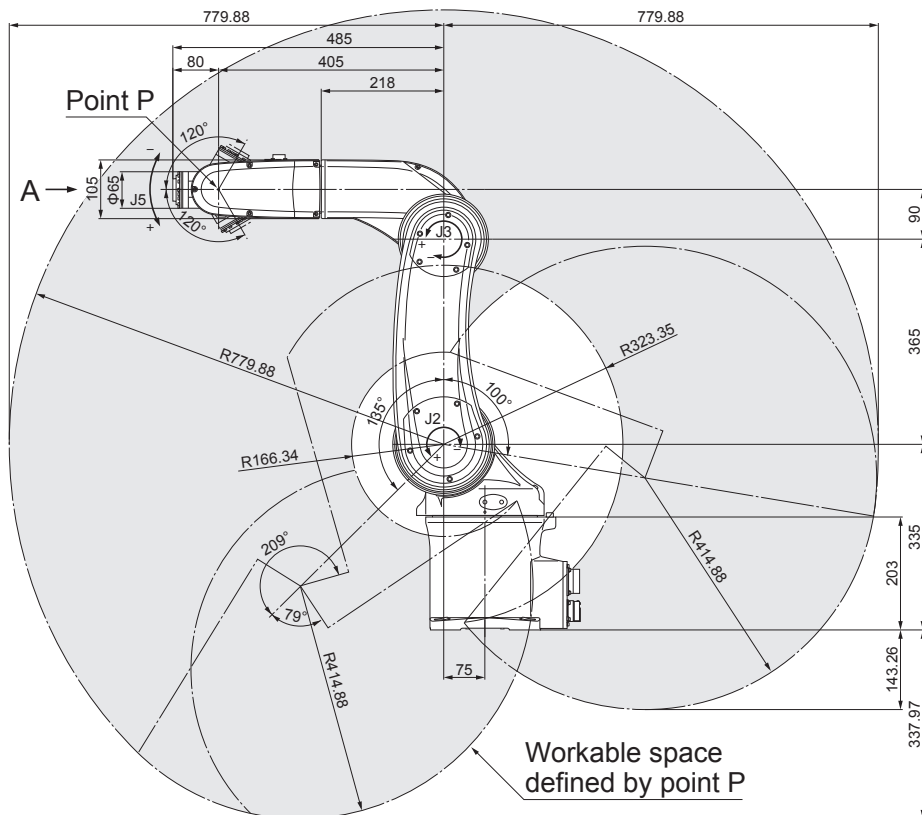 779.88
779.88
485
80
405
218
Point P
120°
A
105
Φ65
J5
−
+
120°
J3
+
−
90
365
R779.88
R323.35
135°
100°
J2
−
+
R166.34
209°
79°
R414.88
R414.88
335
203
75
143.26
337.97
Workable space
defined by point P